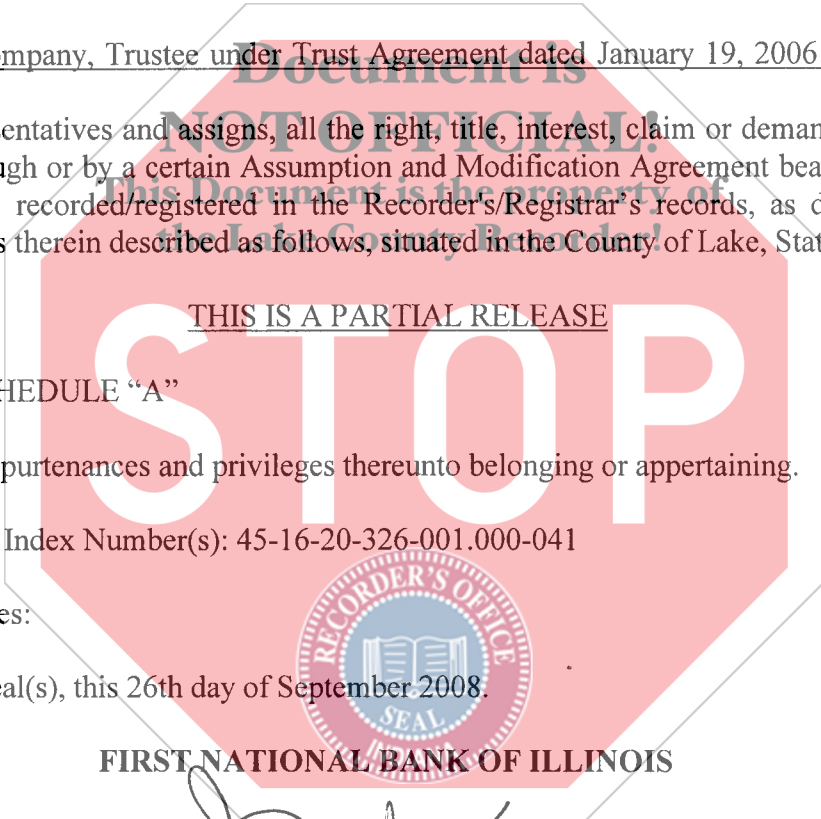 ompany, Trustee under Trust Agreement dated January 19, 2006
Document is
NOT OFFICIAL!
entatives and assigns, all the right, title, interest, claim or deman
ugh or by a certain Assumption and Modification Agreement bea
This Document is the property of
recorded/registered in the Recorder's/Registrar's records, as d
the Lake County Recorder!
s therein described as follows, situated in the County of Lake, Stat
THIS IS A PARTIAL RELEASE
STOP
HEDULE “A”
purtenances and privileges thereunto belonging or appertaining.
Index Number(s): 45-16-20-326-001.000-041
es:
RECORDER'S OFFICE
SEAL
INDIANA
eal(s), this 26th day of September 2008.
FIRST NATIONAL BANK OF ILLINOIS